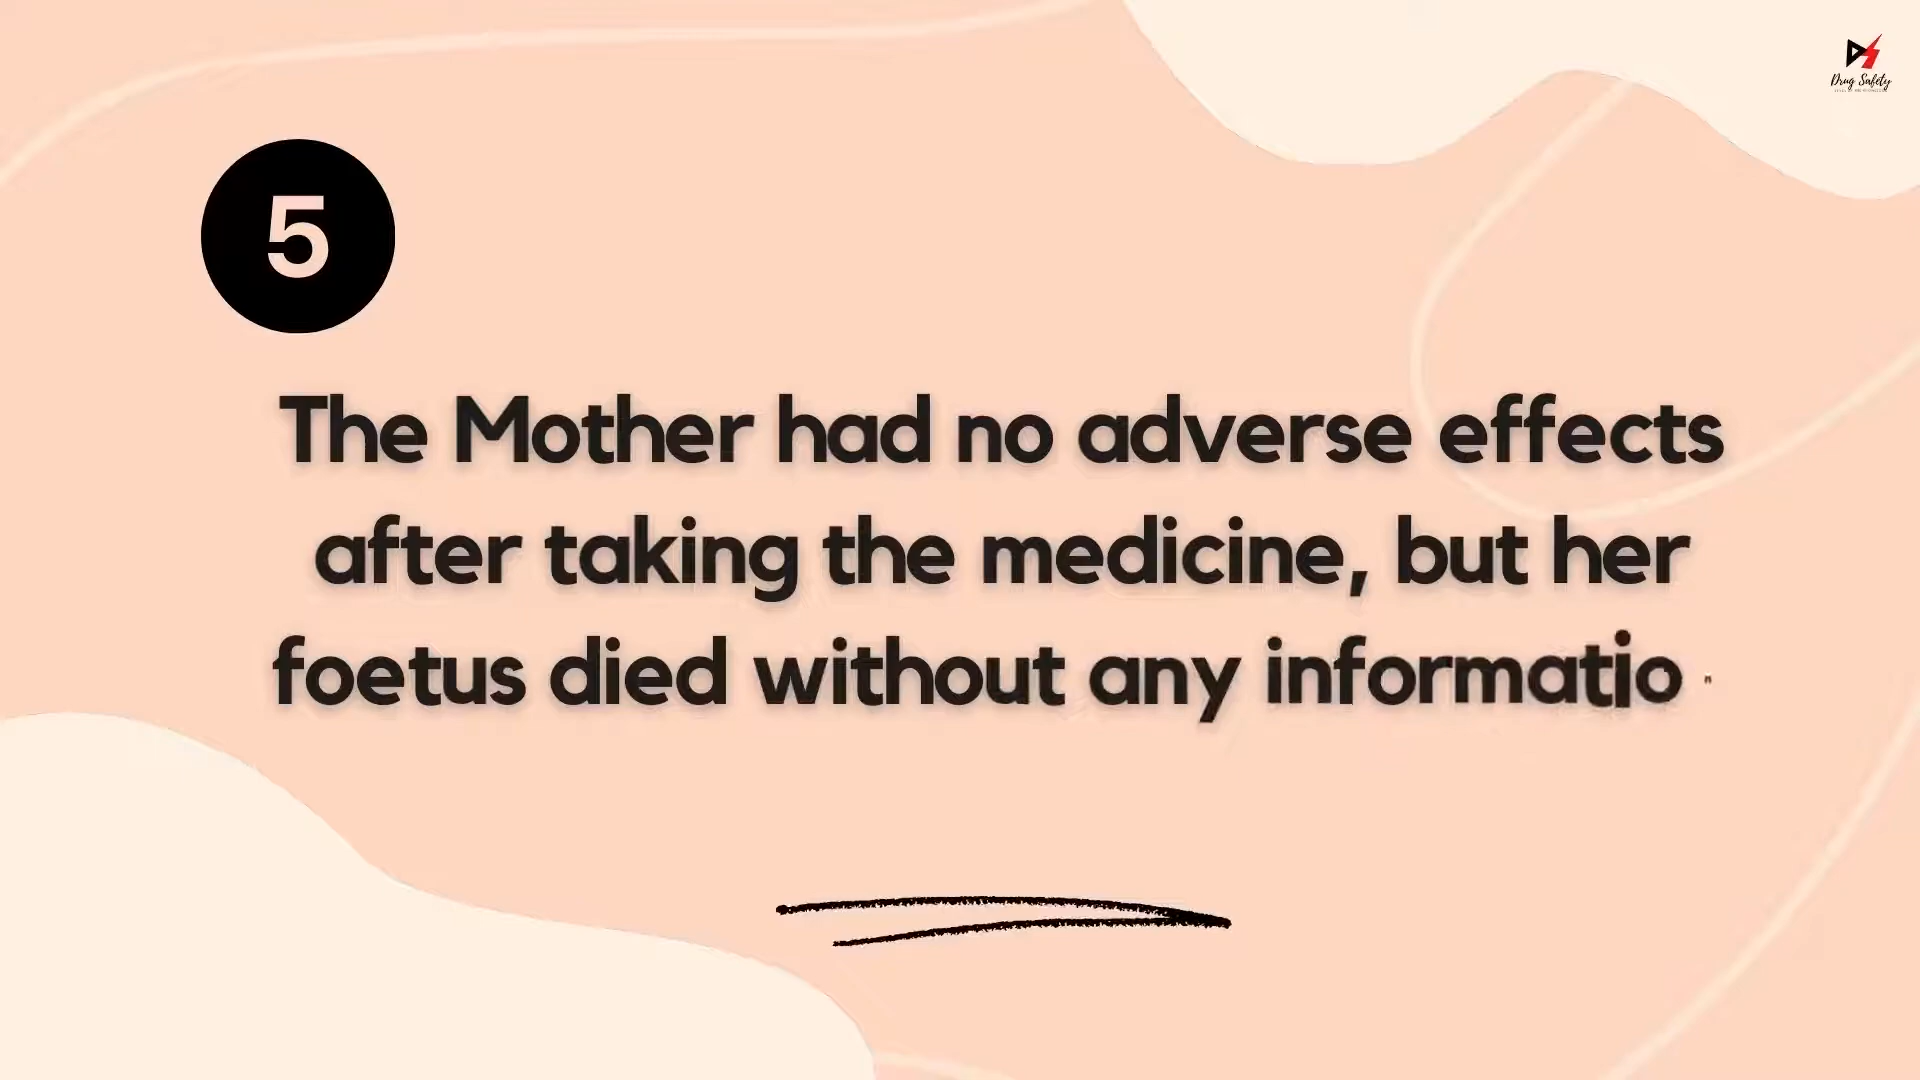 Drug Safety
5
The Mother had no adverse effects
after taking the medicine, but her
foetus died without any informatio